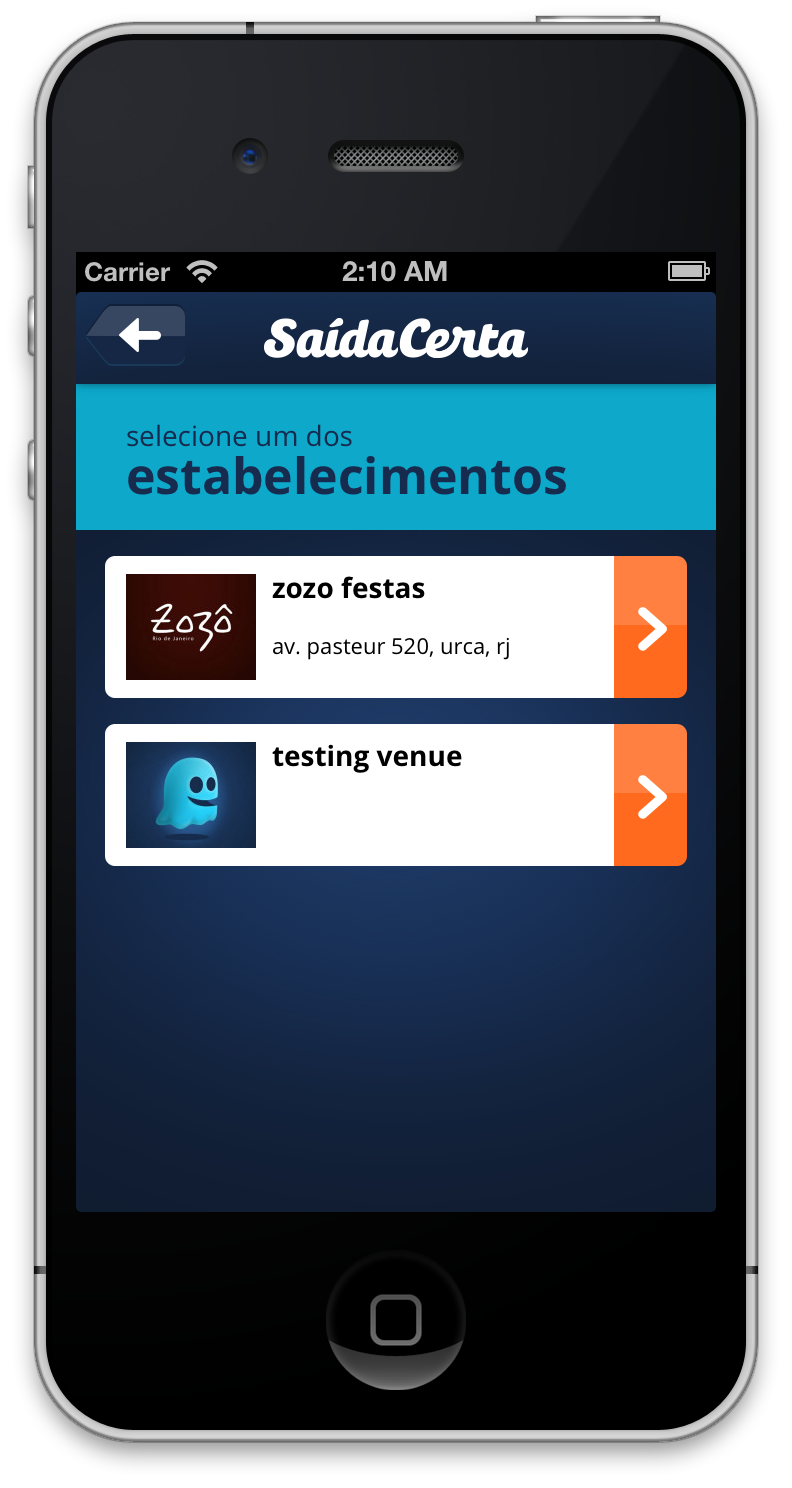 Carrier 2:10 AM
SaídaCerta
selecione um dos
estabelecimentos
zozo festas
Zozô
Rio de Janeiro
av. pasteur 520, urca, rj
testing venue